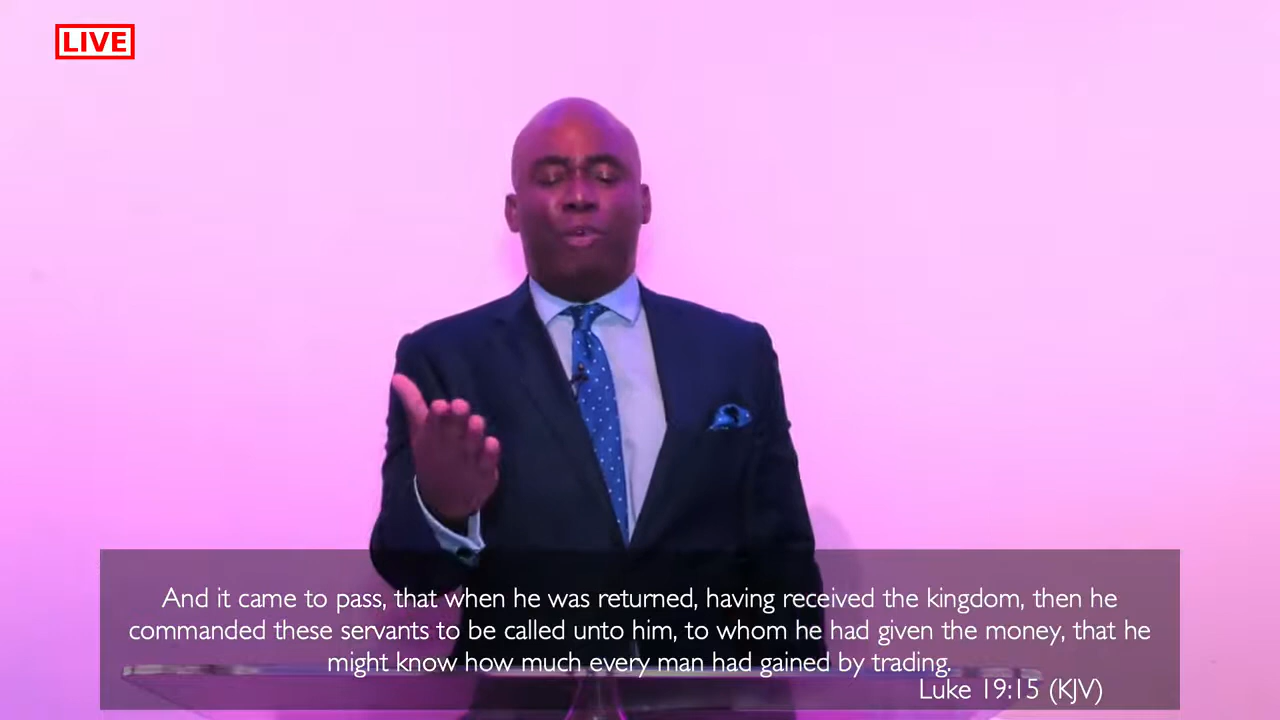 LIVE
And it came to pass, that when he was returned, having received the kingdom, then he
commanded these servants to be called unto him, to whom he had given the money, that he
might know how much every man had gained by trading.
Luke 19:15 (KJV)